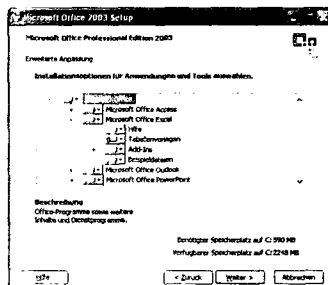 Microsoft Office 2003 Setup
Microsoft Office Professional Edition 2003
Erweiterte Anpassung
Installationsoptionen für Anwendungen und Tools auswählen.
Microsoft Office Access
Microsoft Office Excel
Hilfe
Tabellenvorlagen
Add-Ins
Beispieldateien
Microsoft Office Outlook
Microsoft Office PowerPoint
Beschreibung
Office-Programme sowie weitere
Inhalte und Dienstprogramme.
Benötigter Speicherplatz auf C: 590 MB
Verfügbarer Speicherplatz auf C: 2248 MB
Hilfe
< Zurück
Weiter >
Abbrechen